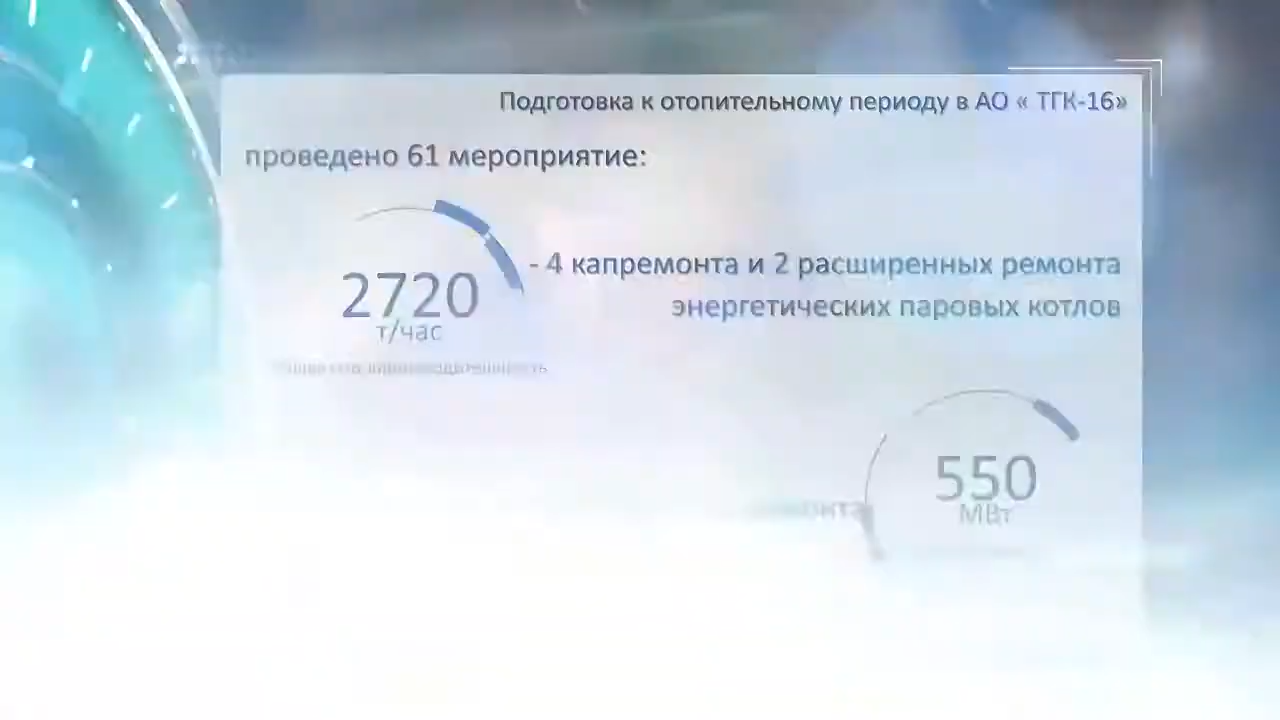 Подготовка к отопительному периоду в АО « ТГК-16»
проведено 61 мероприятие:
2720
т/час
- 4 капремонта и 2 расширенных ремонта
энергетических паровых котлов
550
МВт